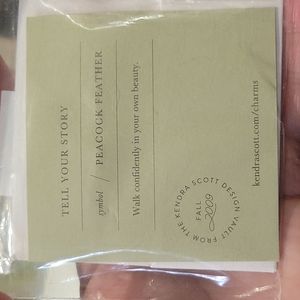 TELL YOUR STORY
symbol / PEACOCK FEATHER
Walk confidently in your own beauty.
FROM THE KENDRA SCOTT DESIGN VAULT
FALL
2009
kendrascott.com/charms